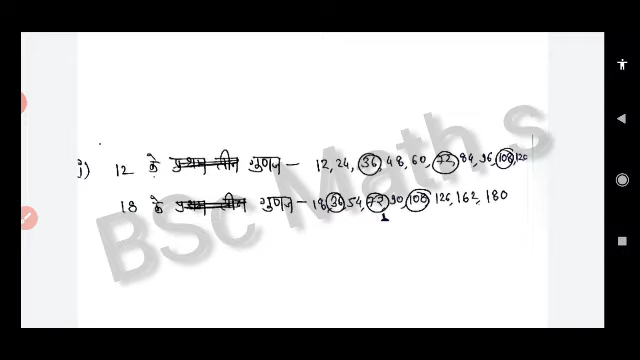 j) 12 के प्रथम तीन गुणज – 12, 24, 36, 48, 60, 72, 84, 96, 108, 120
18 के प्रथम तीन गुणज – 18, 36, 54, 72, 90, 108, 126, 162, 180
BSc Maths